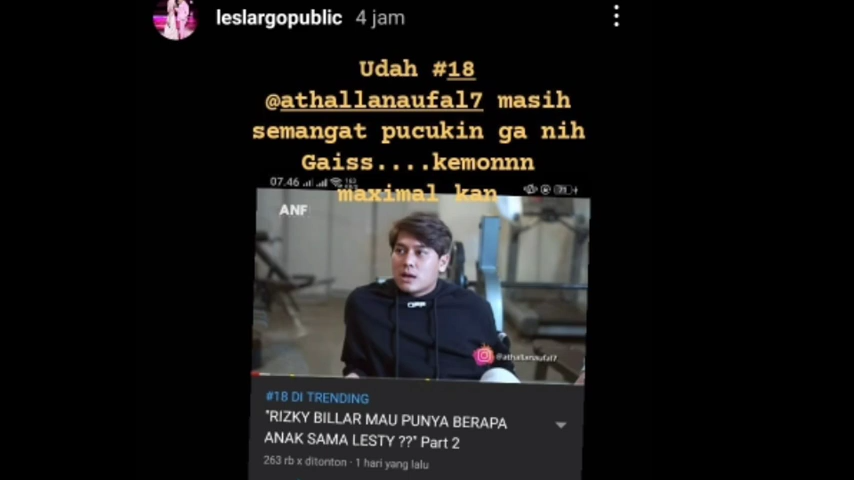 leslargopublic 4 jam
Udah #18
@athallanaufal7 masih
semangat pucukin ga nih
Gaiss....kemonnn
maximal kan
07.46
ANF
OFF
@athallanaufal7
#18 DI TRENDING
"RIZKY BILLAR MAU PUNYA BERAPA
ANAK SAMA LESTY ??" Part 2
263 rb x ditonton · 1 hari yang lalu